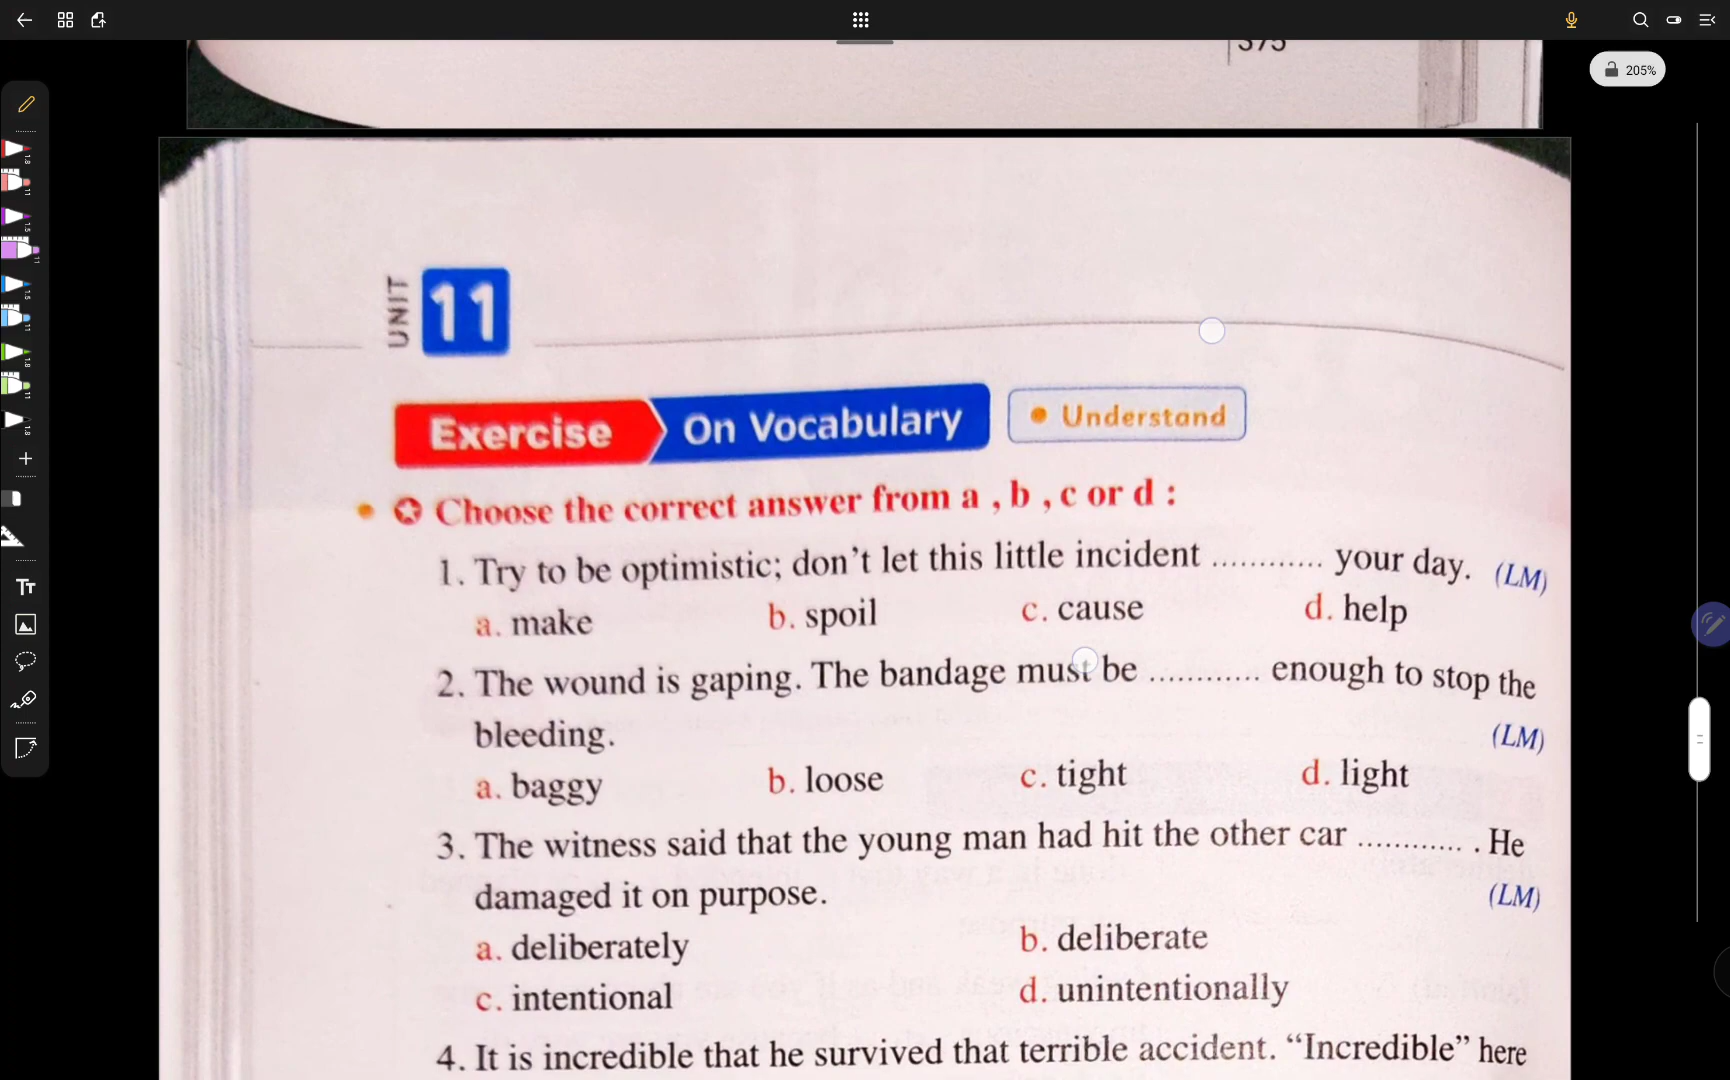 375
205%
UNIT 11
Exercise On Vocabulary • Understand
• Choose the correct answer from a , b , c or d :
1. Try to be optimistic; don't let this little incident ............ your day. (LM)
a. make b. spoil c. cause d. help
2. The wound is gaping. The bandage must be ............ enough to stop the
bleeding. (LM)
a. baggy b. loose c. tight d. light
3. The witness said that the young man had hit the other car ............ . He
damaged it on purpose. (LM)
a. deliberately b. deliberate
c. intentional d. unintentionally
4. It is incredible that he survived that terrible accident. “Incredible” here